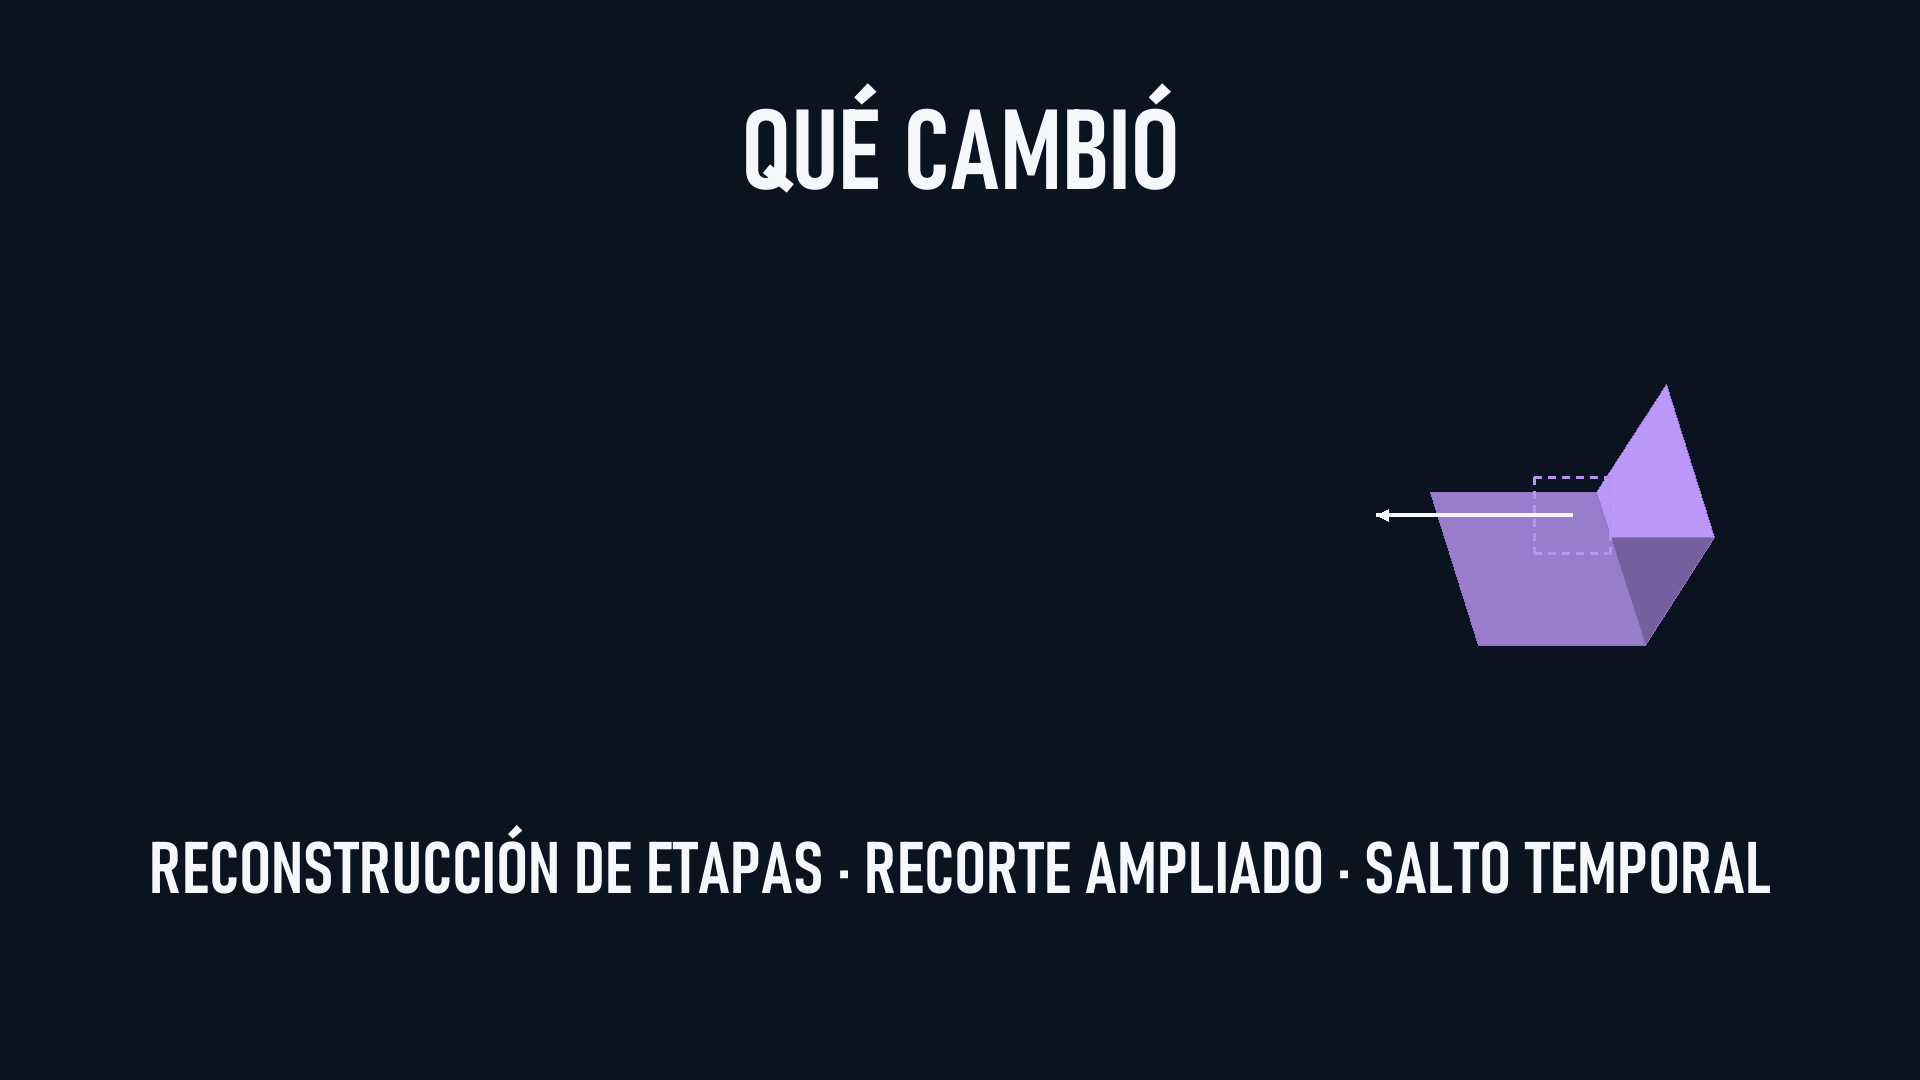 QUÉ CAMBIÓ
RECONSTRUCCIÓN DE ETAPAS · RECORTE AMPLIADO · SALTO TEMPORAL